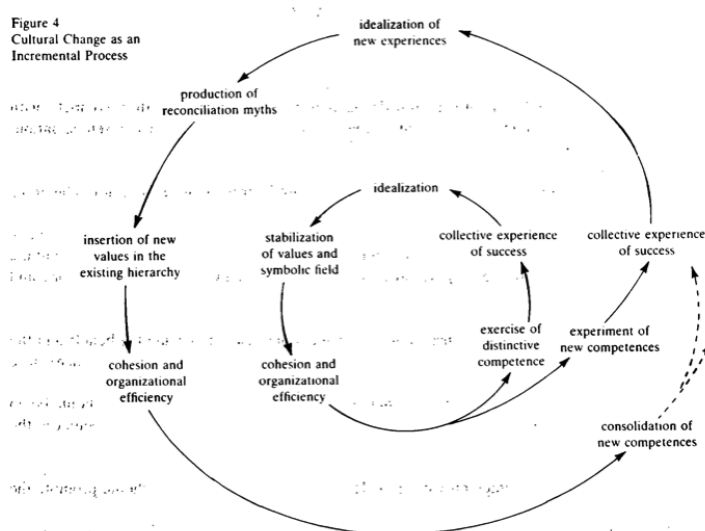 Figure 4
Cultural Change as an
Incremental Process
idealization of
new experiences
production of
reconciliation myths
idealization
insertion of new
values in the
existing hierarchy
stabilization
of values and
symbolic field
collective experience
of success
collective experience
of success
exercise of
distinctive
competence
experiment of
new competences
cohesion and
organizational
efficiency
cohesion and
organizational
efficiency
consolidation of
new competences